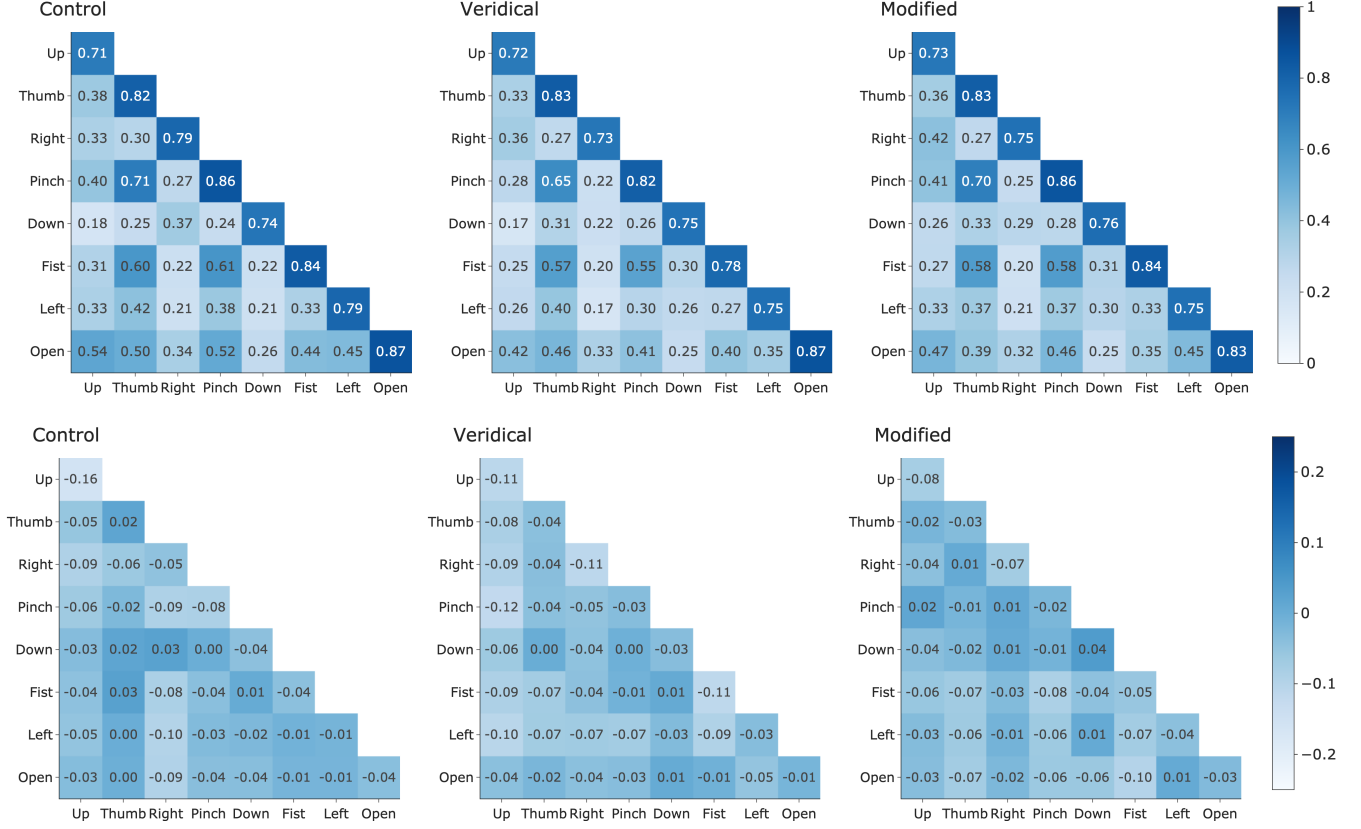 Control Veridical Modified
Up 0.71 Up 0.72 Up 0.73 1
Thumb 0.38 0.82 Thumb 0.33 0.83 Thumb 0.36 0.83 0.8
Right 0.33 0.30 0.79 Right 0.36 0.27 0.73 Right 0.42 0.27 0.75
Pinch 0.40 0.71 0.27 0.86 Pinch 0.28 0.65 0.22 0.82 Pinch 0.41 0.70 0.25 0.86 0.6
Down 0.18 0.25 0.37 0.24 0.74 Down 0.17 0.31 0.22 0.26 0.75 Down 0.26 0.33 0.29 0.28 0.76 0.4
Fist 0.31 0.60 0.22 0.61 0.22 0.84 Fist 0.25 0.57 0.20 0.55 0.30 0.78 Fist 0.27 0.58 0.20 0.58 0.31 0.84
Left 0.33 0.42 0.21 0.38 0.21 0.33 0.79 Left 0.26 0.40 0.17 0.30 0.26 0.27 0.75 Left 0.33 0.37 0.21 0.37 0.30 0.33 0.75 0.2
Open 0.54 0.50 0.34 0.52 0.26 0.44 0.45 0.87 Open 0.42 0.46 0.33 0.41 0.25 0.40 0.35 0.87 Open 0.47 0.39 0.32 0.46 0.25 0.35 0.45 0.83 0
Up Thumb Right Pinch Down Fist Left Open Up Thumb Right Pinch Down Fist Left Open Up Thumb Right Pinch Down Fist Left Open
Control Veridical Modified
Up -0.16 Up -0.11 Up -0.08 0.2
Thumb -0.05 0.02 Thumb -0.08 -0.04 Thumb -0.02 -0.03 0.1
Right -0.09 -0.06 -0.05 Right -0.09 -0.04 -0.11 Right -0.04 0.01 -0.07
Pinch -0.06 -0.02 -0.09 -0.08 Pinch -0.12 -0.04 -0.05 -0.03 Pinch 0.02 -0.01 0.01 -0.02 0
Down -0.03 0.02 0.03 0.00 -0.04 Down -0.06 0.00 -0.04 0.00 -0.03 Down -0.04 -0.02 0.01 -0.01 0.04
Fist -0.04 0.03 -0.08 -0.04 0.01 -0.04 Fist -0.09 -0.07 -0.04 -0.01 0.01 -0.11 Fist -0.06 -0.07 -0.03 -0.08 -0.04 -0.05 −0.1
Left -0.05 0.00 -0.10 -0.03 -0.02 -0.01 -0.01 Left -0.10 -0.07 -0.07 -0.07 -0.03 -0.09 -0.03 Left -0.03 -0.06 -0.01 -0.06 0.01 -0.07 -0.04 −0.2
Open -0.03 0.00 -0.09 -0.04 -0.04 -0.01 -0.01 -0.04 Open -0.04 -0.02 -0.04 -0.03 0.01 -0.01 -0.05 -0.01 Open -0.03 -0.07 -0.02 -0.06 -0.06 -0.10 0.01 -0.03
Up Thumb Right Pinch Down Fist Left Open Up Thumb Right Pinch Down Fist Left Open Up Thumb Right Pinch Down Fist Left Open